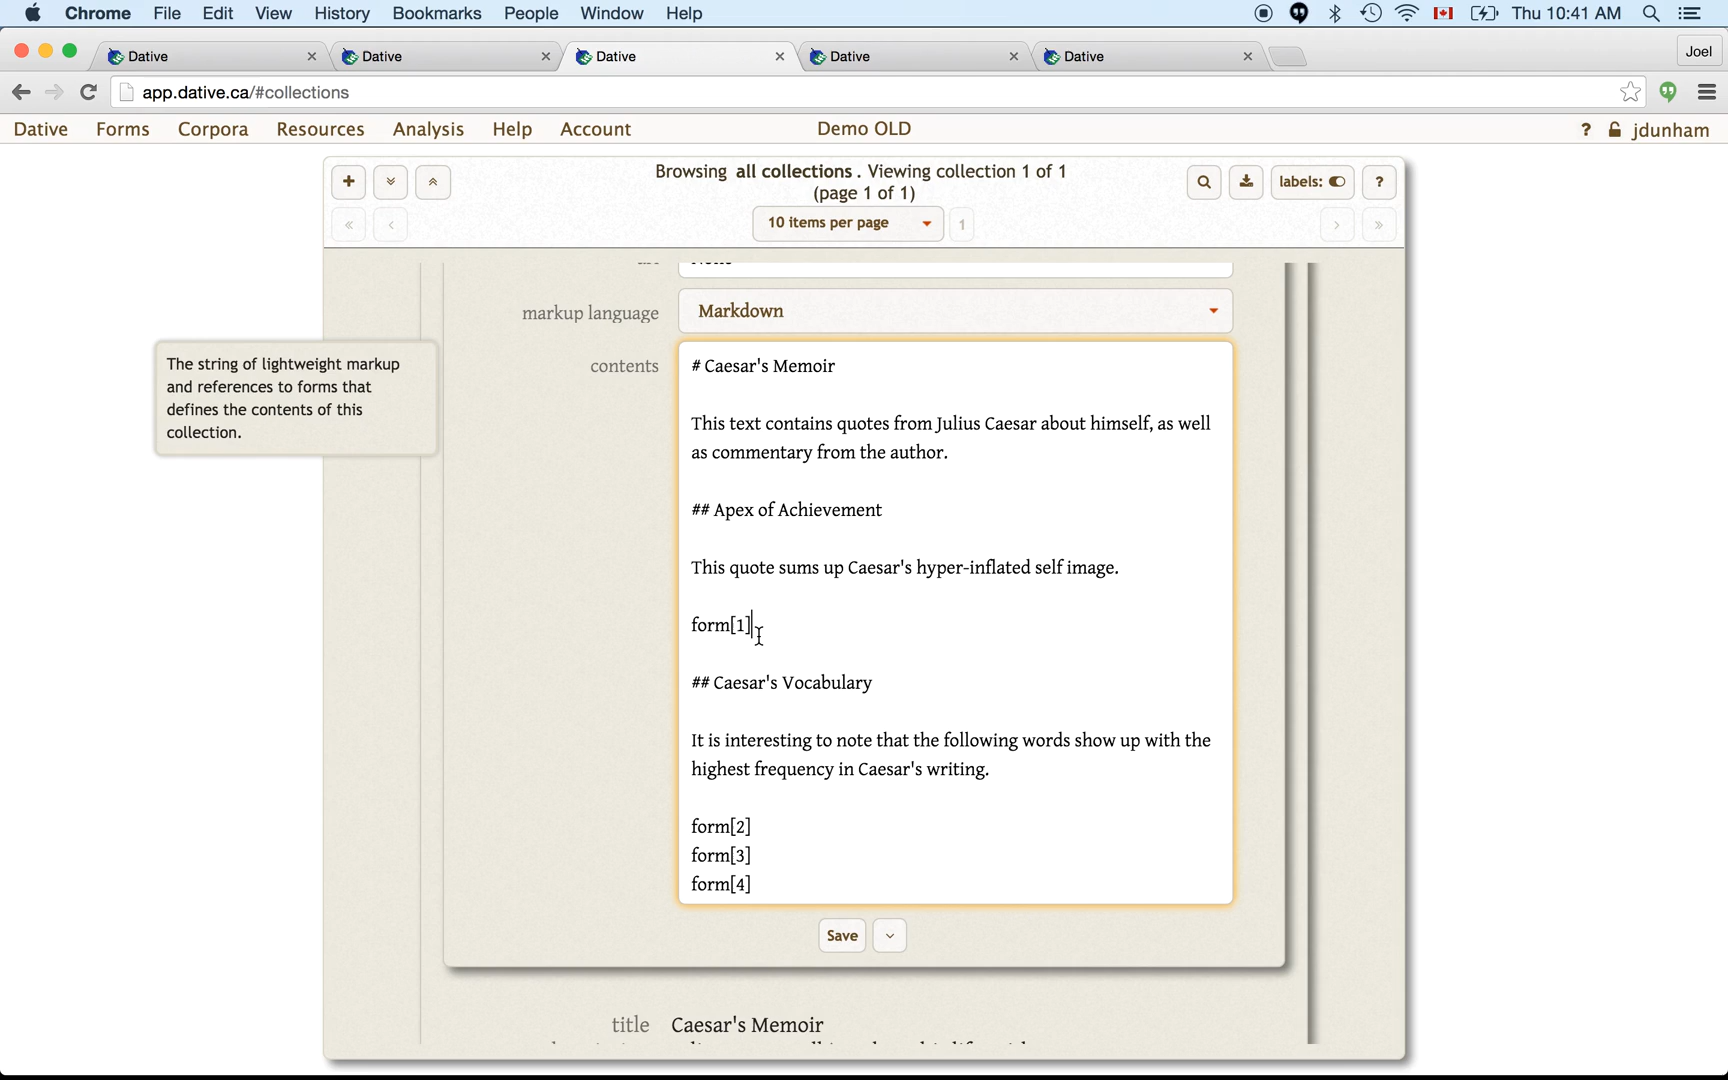 Chrome File Edit View History Bookmarks People Window Help Thu 10:41 AM
Dative Dative Dative Dative Dative Joel
app.dative.ca/#collections
Dative Forms Corpora Resources Analysis Help Account Demo OLD ? jdunham
Browsing all collections. Viewing collection 1 of 1
(page 1 of 1)
labels: ?
10 items per page 1
markup language Markdown
contents
The string of lightweight markup
and references to forms that
defines the contents of this
collection.
# Caesar's Memoir
This text contains quotes from Julius Caesar about himself, as well
as commentary from the author.
## Apex of Achievement
This quote sums up Caesar's hyper-inflated self image.
form[1]
## Caesar's Vocabulary
It is interesting to note that the following words show up with the
highest frequency in Caesar's writing.
form[2]
form[3]
form[4]
Save
title Caesar's Memoir